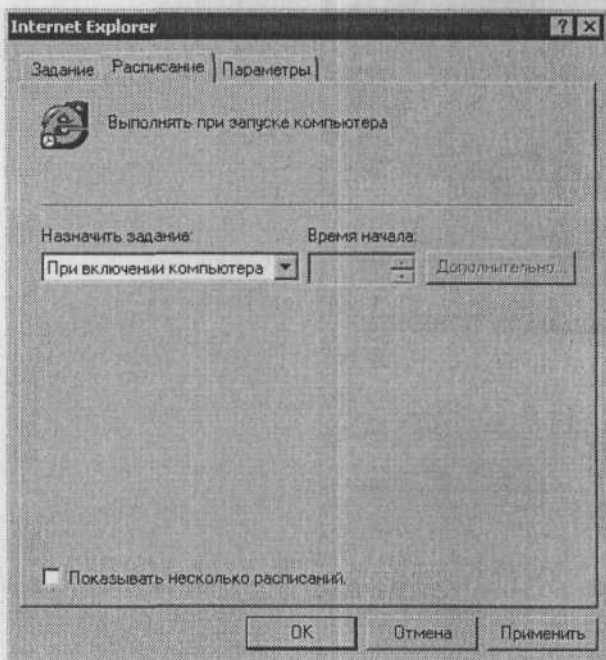 Internet Explorer
Задание Расписание Параметры
Выполнять при запуске компьютера
Назначить задание: Время начала:
При включении компьютера Дополнительно...
Показывать несколько расписаний.
OK Отмена Применить